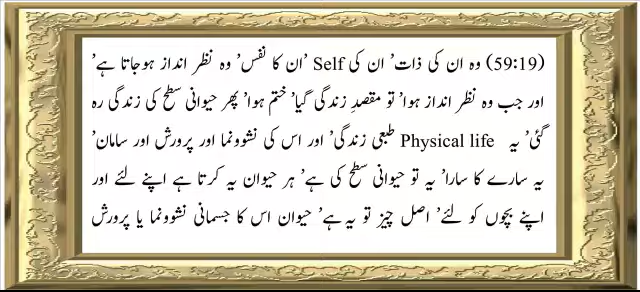 (59:19) وہ ان کی ذات’ ان کی Self ’ان کا نفس’ وہ نظر انداز ہوجاتا ہے’
اور جب وہ نظر انداز ہوا’ تو مقصدِ زندگی گیا’ ختم ہوا’ پھر حیوانی سطح کی زندگی رہ
گئی’ یہ Physical life طبعی زندگی’ اور اس کی نشوونما اور پرورش اور سامان’
یہ سارے کا سارا’ یہ تو حیوانی سطح کی ہے’ ہر حیوان یہ کرتا ہے اپنے لئے اور
اپنے بچوں کو لئے’ اصل چیز تو یہ ہے’ حیوان اس کا جسمانی نشوونما یا پرورش